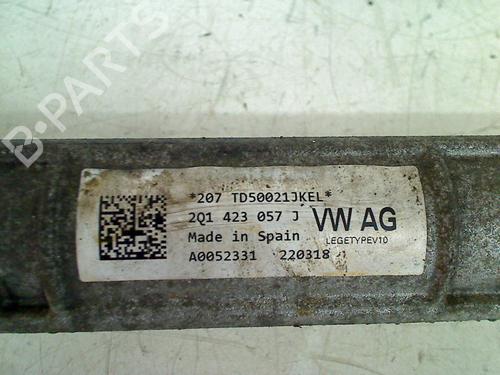 *207 TD50021JKEL*
2Q1 423 057 J
VW AG
Made in Spain
LEGETYPEV10
A0052331 220318
B-PARTS